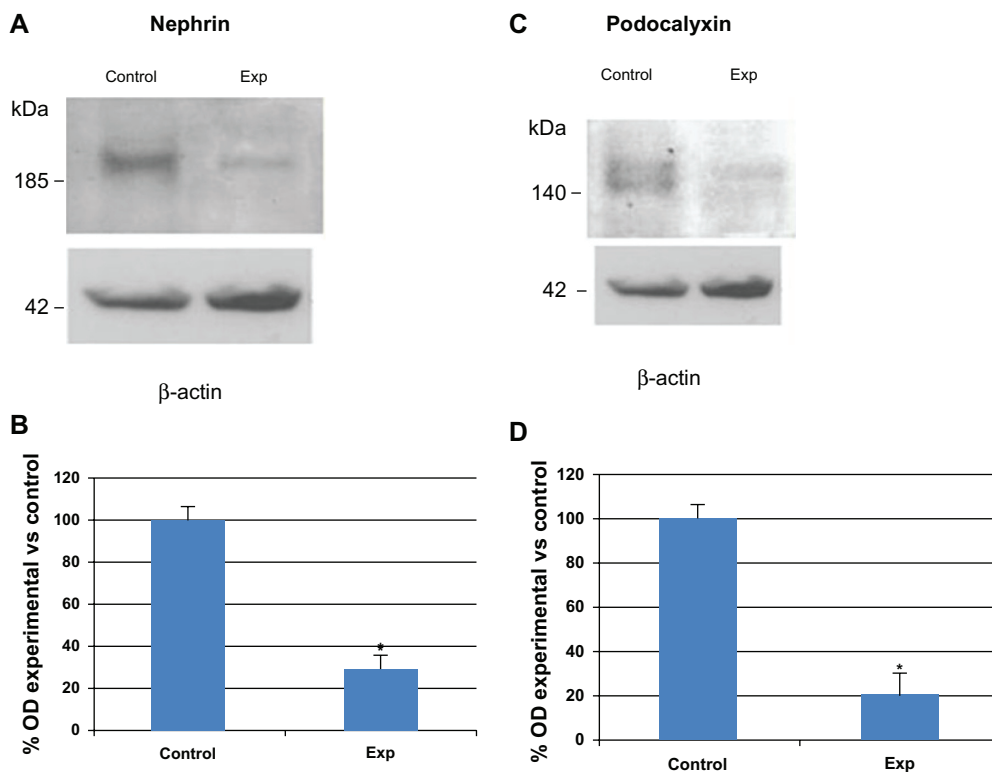 A
Nephrin
Control Exp
kDa
185 –
42 –
β-actin
B
% OD experimental vs control
120
100
80
60
40
20
0
*
Control Exp
C
Podocalyxin
Control Exp
kDa
140 –
42 –
β-actin
D
% OD experimental vs control
120
100
80
60
40
20
0
*
Control Exp